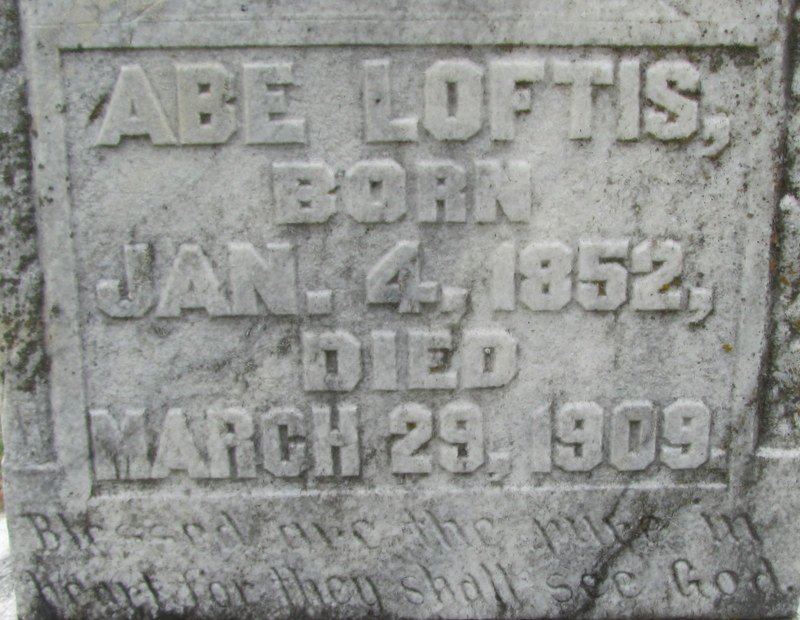 ABE LOFTIS,
BORN
JAN. 4, 1852,
DIED
MARCH 29, 1909.
Blessed are the pure in
heart for they shall see God.